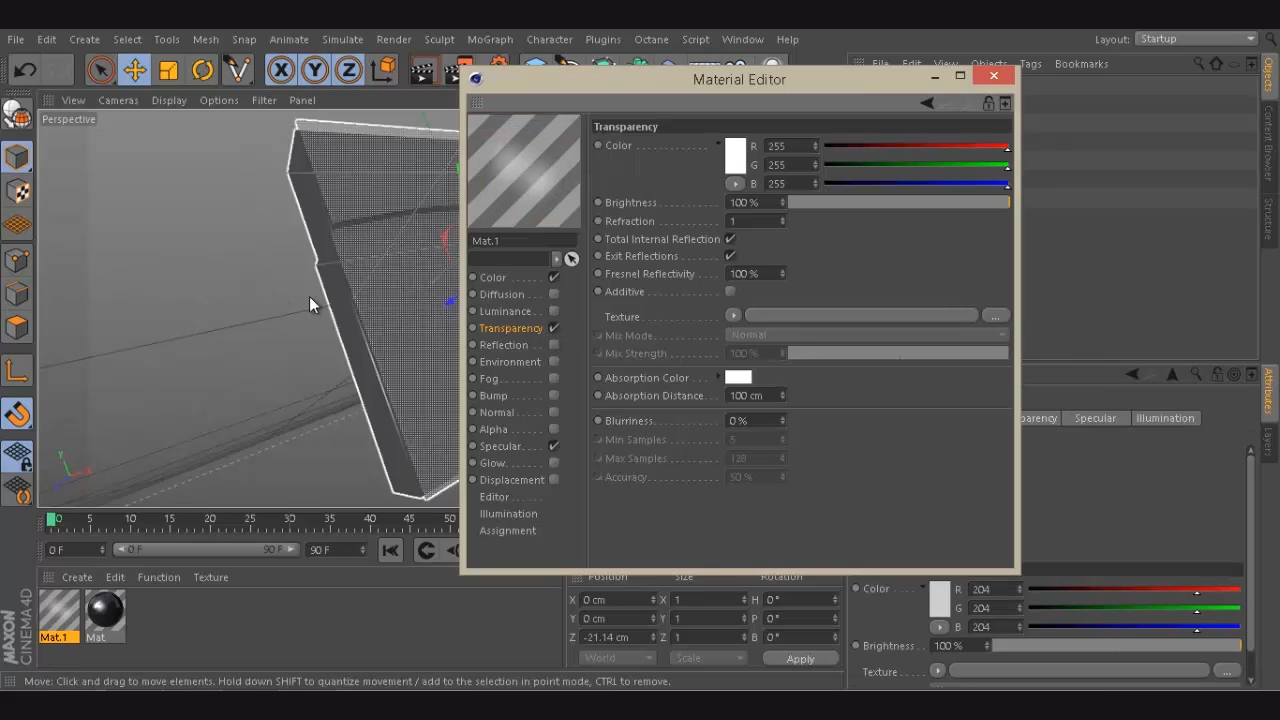 File Edit Create Select Tools Mesh Snap Animate Simulate Render Sculpt MoGraph Character Plugins Octane Script Window Help Layout: Startup
Material Editor
File Edit View Objects Tags Bookmarks
View Cameras Display Options Filter Panel
Perspective
Transparency
Color R 255
G 255
B 255
Brightness 100 %
Refraction 1
Total Internal Reflection
Exit Reflections
Fresnel Reflectivity 100 %
Additive
Texture ...
Mix Mode Normal
Mix Strength 100 %
Absorption Color
Absorption Distance 100 cm
Blurriness 0 %
Min Samples 5
Max Samples 128
Accuracy 50 %
Mat.1
Color
Diffusion
Luminance
Transparency
Reflection
Environment
Fog
Bump
Normal
Alpha
Specular
Glow
Displacement
Editor
Illumination
Assignment
Objects
Content Browser
Structure
Attributes
Layers
parency Specular Illumination
0 5 10 15 20 25 30 35 40 45 50
0 F 0 F 90 F 90 F
Create Edit Function Texture
Mat.1 Mat
Position Size Rotation
X 0 cm X 1 H 0 °
Y 0 cm Y 1 P 0 °
Z -21.14 cm Z 1 B 0 °
World Scale Apply
Color R 204
G 204
B 204
Brightness 100 %
Texture ...
MAXON
CINEMA4D
Move: Click and drag to move elements. Hold down SHIFT to quantize movement / add to the selection in point mode, CTRL to remove.